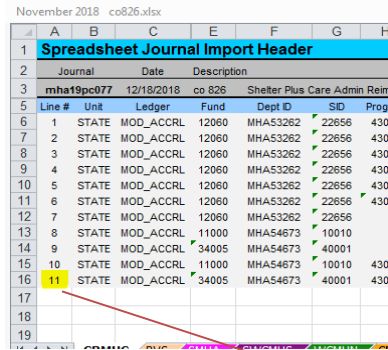 November 2018 co826.xlsx
A B C E F G H
1 Spreadsheet Journal Import Header
2 Journal Date Description
3 mha19pc077 12/18/2018 co 826 Shelter Plus Care Admin Reim
5 Line # Unit Ledger Fund Dept ID SID Prog
6 1 STATE MOD_ACCRL 12060 MHA53262 22656 430
7 2 STATE MOD_ACCRL 12060 MHA53262 22656 430
8 3 STATE MOD_ACCRL 12060 MHA53262 22656 430
9 4 STATE MOD_ACCRL 12060 MHA53262 22656 430
10 5 STATE MOD_ACCRL 12060 MHA53262 22656 430
11 6 STATE MOD_ACCRL 12060 MHA53262 22656 430
12 7 STATE MOD_ACCRL 12060 MHA53262 22656
13 8 STATE MOD_ACCRL 11000 MHA54673 10010
14 9 STATE MOD_ACCRL 34005 MHA54673 40001
15 10 STATE MOD_ACCRL 11000 MHA54673 10010 430
16 11 STATE MOD_ACCRL 34005 MHA54673 40001 430
17
18
19